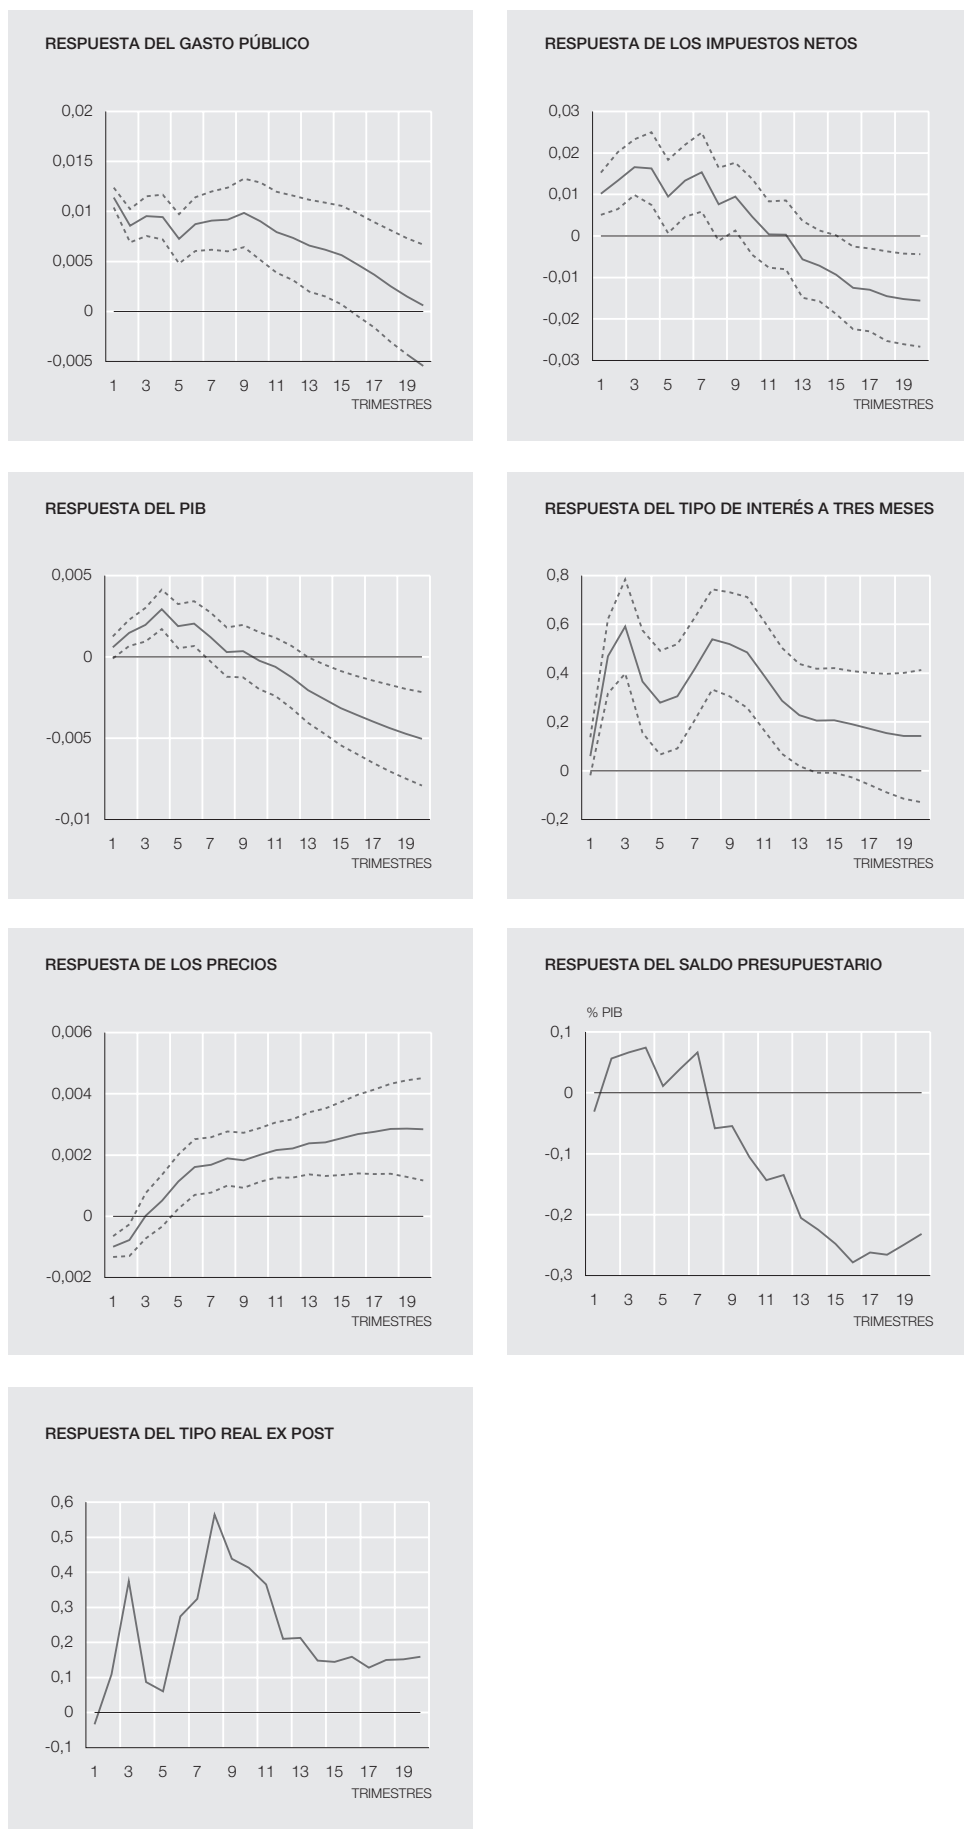 RESPUESTA DEL GASTO PÚBLICO
0,02
0,015
0,01
0,005
0
-0,005
1 3 5 7 9 11 13 15 17 19
TRIMESTRES
RESPUESTA DE LOS IMPUESTOS NETOS
0,03
0,02
0,01
0
-0,01
-0,02
-0,03
1 3 5 7 9 11 13 15 17 19
TRIMESTRES
RESPUESTA DEL PIB
0,005
0
-0,005
-0,01
1 3 5 7 9 11 13 15 17 19
TRIMESTRES
RESPUESTA DEL TIPO DE INTERÉS A TRES MESES
0,8
0,6
0,4
0,2
0
-0,2
1 3 5 7 9 11 13 15 17 19
TRIMESTRES
RESPUESTA DE LOS PRECIOS
0,006
0,004
0,002
0
-0,002
1 3 5 7 9 11 13 15 17 19
TRIMESTRES
RESPUESTA DEL SALDO PRESUPUESTARIO
% PIB
0,1
0
-0,1
-0,2
-0,3
1 3 5 7 9 11 13 15 17 19
TRIMESTRES
RESPUESTA DEL TIPO REAL EX POST
0,6
0,5
0,4
0,3
0,2
0,1
0
-0,1
1 3 5 7 9 11 13 15 17 19
TRIMESTRES